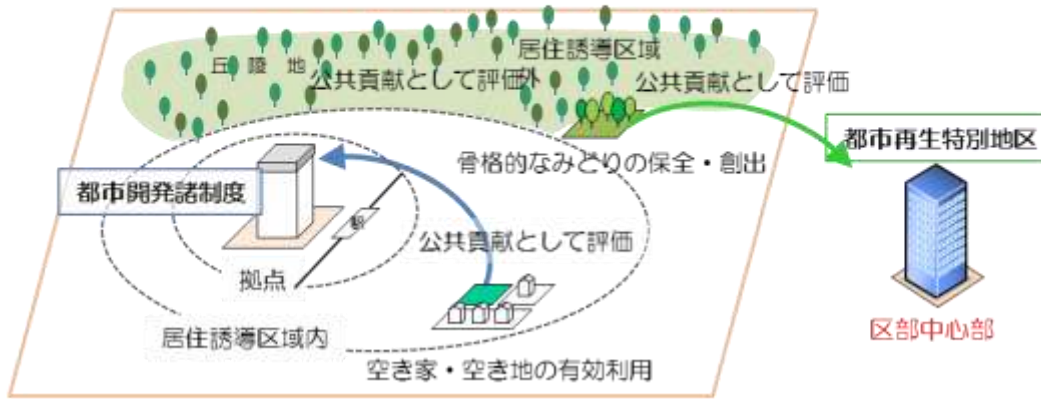 居住誘導区域外
丘陵地
公共貢献として評価
公共貢献として評価
都市再生特別地区
骨格的なみどりの保全・創出
都市開発諸制度
駅
公共貢献として評価
拠点
居住誘導区域内
区部中心部
空き家・空き地の有効利用